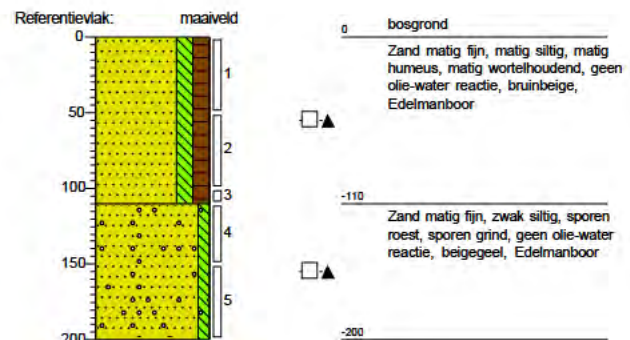 Referentievlak: maaiveld
0
50
100
150
200
1
2
3
4
5
0 bosgrond
Zand matig fijn, matig siltig, matig
humeus, matig wortelhoudend, geen
olie-water reactie, bruinbeige,
Edelmanboor
-110
Zand matig fijn, zwak siltig, sporen
roest, sporen grind, geen olie-water
reactie, beigegeel, Edelmanboor
-200